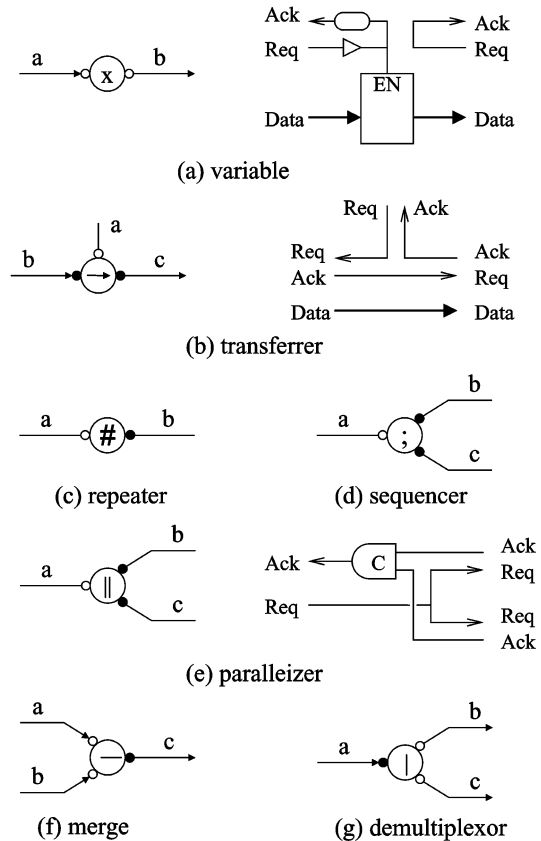 a b
x
Ack Ack
Req Req
EN
Data Data
(a) variable
a
b c
Req Ack
Req Ack
Ack Req
Data Data
(b) transferrer
a b
#
(c) repeater
b
a
;
c
(d) sequencer
b
a
||
c
Ack Ack
C Req
Req Req
Ack
(e) paralleizer
a
c
b
(f) merge
b
a
|
c
(g) demultiplexor